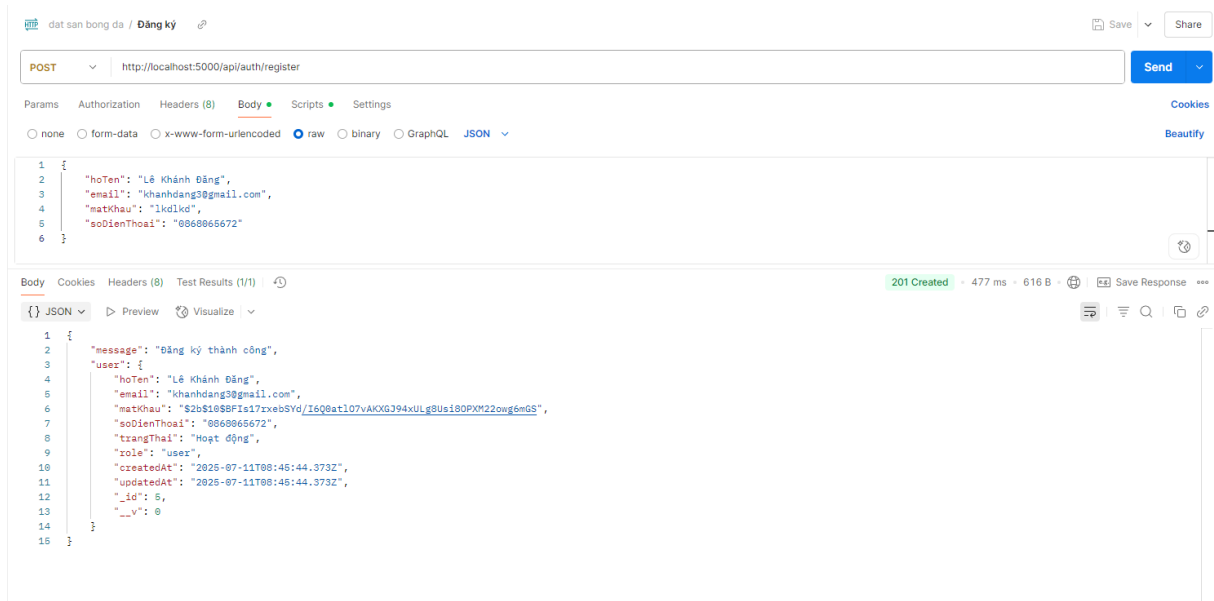 HTTP dat san bong da / Đăng ký Save Share
POST http://localhost:5000/api/auth/register Send
Params Authorization Headers (8) Body Scripts Settings Cookies
none form-data x-www-form-urlencoded raw binary GraphQL JSON Beautify
1 {
2 "hoTen": "Lê Khánh Đăng",
3 "email": "khanhdang3@gmail.com",
4 "matKhau": "lkdlkd",
5 "soDienThoai": "0868065672"
6 }
Body Cookies Headers (8) Test Results (1/1) 201 Created • 477 ms • 616 B e.g. Save Response
{} JSON Preview Visualize
1 {
2 "message": "Đăng ký thành công",
3 "user": {
4 "hoTen": "Lê Khánh Đăng",
5 "email": "khanhdang3@gmail.com",
6 "matKhau": "$2b$10$BFIs17rxebSYd/I6Q0atlO7vAKXGJ94xULg8Usi8OPXM22owg6mGS",
7 "soDienThoai": "0868065672",
8 "trangThai": "Hoạt động",
9 "role": "user",
10 "createdAt": "2025-07-11T08:45:44.373Z",
11 "updatedAt": "2025-07-11T08:45:44.373Z",
12 "_id": 5,
13 "__v": 0
14 }
15 }